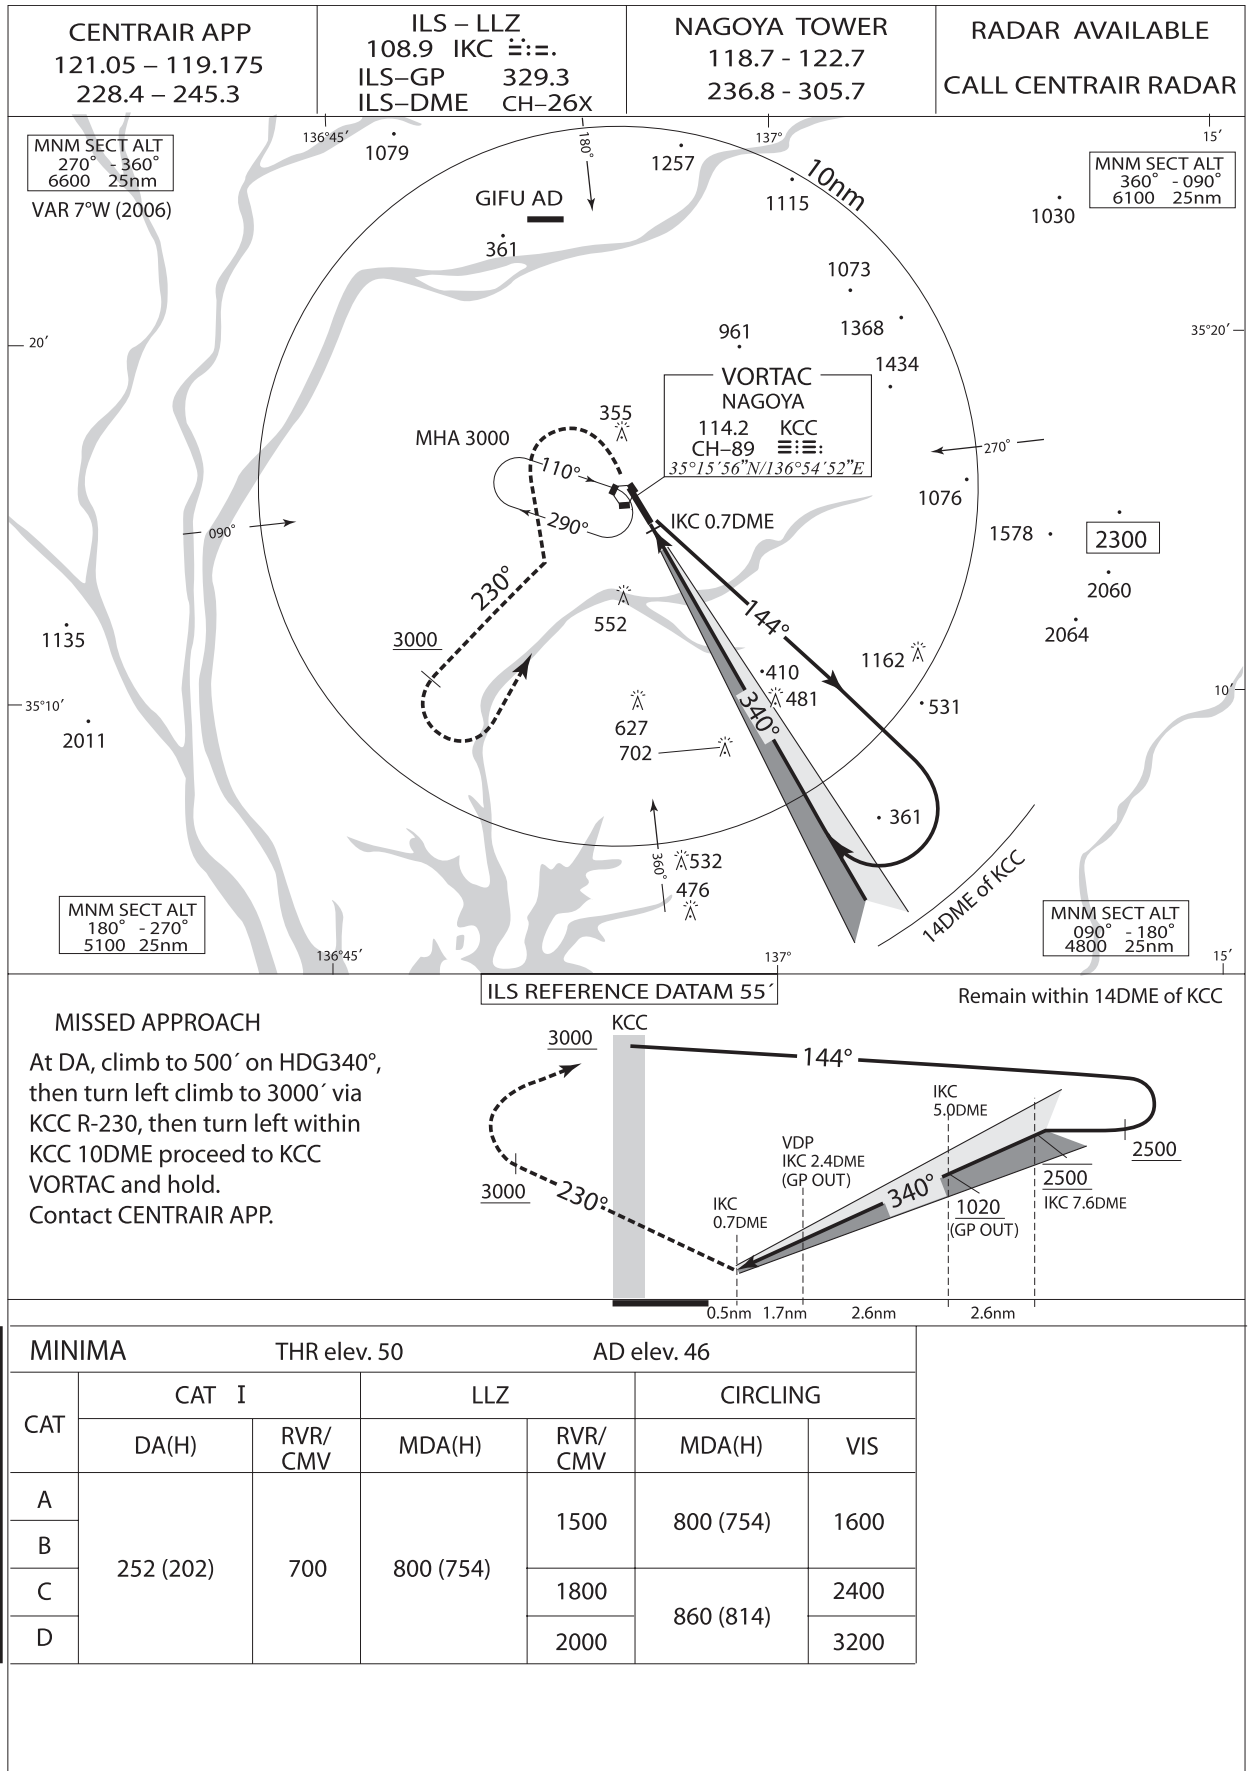 CENTRAIR APP
121.05 – 119.175
228.4 – 245.3
ILS – LLZ
108.9 IKC
ILS–GP 329.3
ILS–DME CH–26X
NAGOYA TOWER
118.7 - 122.7
236.8 - 305.7
RADAR AVAILABLE
CALL CENTRAIR RADAR
MNM SECT ALT
270° - 360°
6600 25nm
VAR 7°W (2006)
136°45´
1079
180°
1257
137°
10nm
1115
15´
MNM SECT ALT
360° - 090°
6100 25nm
1030
GIFU AD
361
1073
1368
1434
961
20´
35°20´
VORTAC
NAGOYA
114.2 KCC
CH–89
35°15´56”N/136°54´52”E
355
MHA 3000
110°
290°
270°
1076
090°
IKC 0.7DME
1578
2300
2060
2064
230°
552
144°
1135
3000
1162
410
481
340°
531
10´
35°10´
2011
627
702
361
360°
532
476
14DME of KCC
MNM SECT ALT
180° - 270°
5100 25nm
MNM SECT ALT
090° - 180°
4800 25nm
136°45´
137°
15´
ILS REFERENCE DATAM 55´
Remain within 14DME of KCC
MISSED APPROACH
At DA, climb to 500´ on HDG340°,
then turn left climb to 3000´ via
KCC R-230, then turn left within
KCC 10DME proceed to KCC
VORTAC and hold.
Contact CENTRAIR APP.
KCC
3000
144°
IKC
5.0DME
VDP
IKC 2.4DME
(GP OUT)
2500
2500
IKC 7.6DME
3000
230°
IKC
0.7DME
340°
1020
(GP OUT)
0.5nm 1.7nm 2.6nm 2.6nm
MINIMA THR elev. 50 AD elev. 46
CAT CAT I LLZ CIRCLING
DA(H) RVR/CMV MDA(H) RVR/CMV MDA(H) VIS
A
B
C
D
252 (202) 700 800 (754)
1500 800 (754) 1600
1800 860 (814) 2400
2000 3200